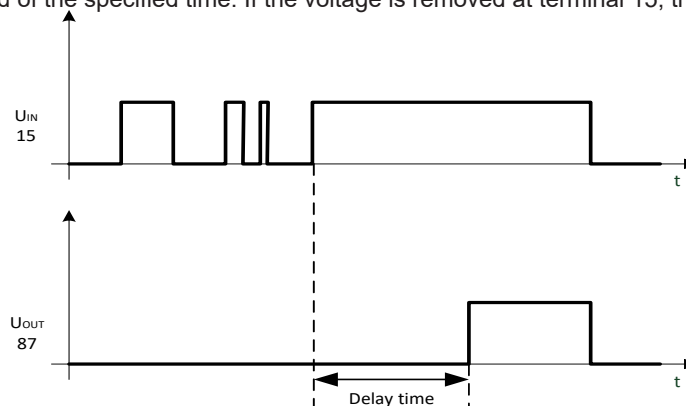 d of the specified time. If the voltage is removed at terminal 15, th
UIN
15
t
UOUT
87
t
Delay time